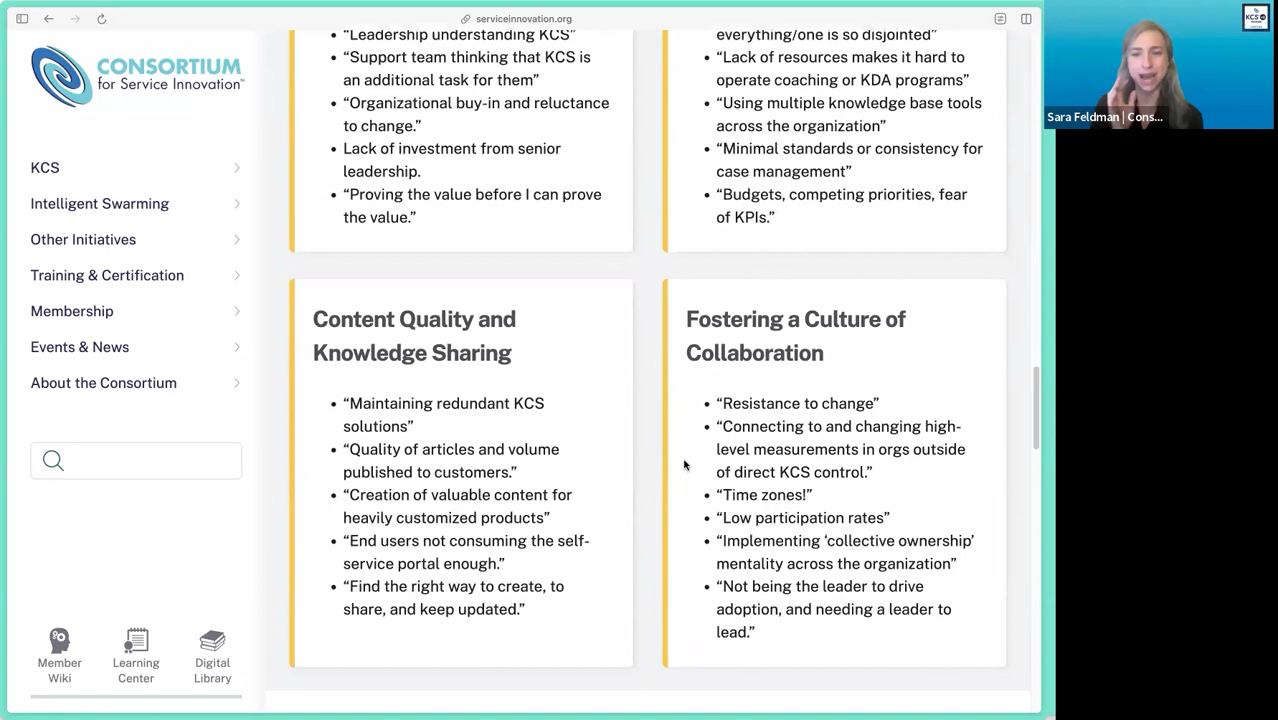 serviceinnovation.org
CONSORTIUM
for Service Innovation™
KCS
Intelligent Swarming
Other Initiatives
Training & Certification
Membership
Events & News
About the Consortium
Member
Wiki
Learning
Center
Digital
Library
• “Leadership understanding KCS”
• “Support team thinking that KCS is
an additional task for them”
• “Organizational buy-in and reluctance
to change.”
• Lack of investment from senior
leadership.
• “Proving the value before I can prove
the value.”
everything/one is so disjointed”
• “Lack of resources makes it hard to
operate coaching or KDA programs”
• “Using multiple knowledge base tools
across the organization”
• “Minimal standards or consistency for
case management”
• “Budgets, competing priorities, fear
of KPIs.”
Content Quality and
Knowledge Sharing
• “Maintaining redundant KCS
solutions”
• “Quality of articles and volume
published to customers.”
• “Creation of valuable content for
heavily customized products”
• “End users not consuming the self-
service portal enough.”
• “Find the right way to create, to
share, and keep updated.”
Fostering a Culture of
Collaboration
• “Resistance to change”
• “Connecting to and changing high-
level measurements in orgs outside
of direct KCS control.”
• “Time zones!”
• “Low participation rates”
• “Implementing ‘collective ownership’
mentality across the organization”
• “Not being the leader to drive
adoption, and needing a leader to
lead.”
KCS
Sara Feldman | Cons...